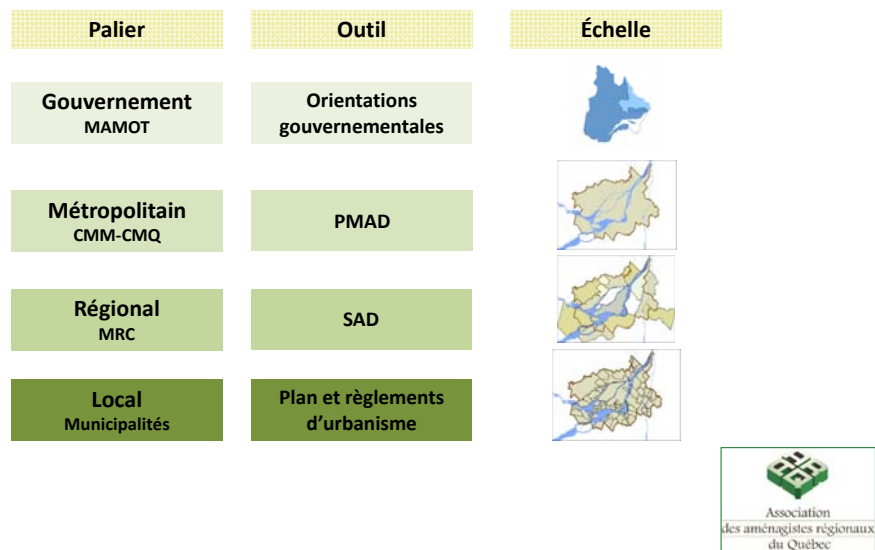 Palier
Outil
Échelle
Gouvernement
MAMOT
Orientations
gouvernementales
Métropolitain
CMM-CMQ
PMAD
Régional
MRC
SAD
Local
Municipalités
Plan et règlements
d’urbanisme
Association
des aménagistes régionaux
du Québec